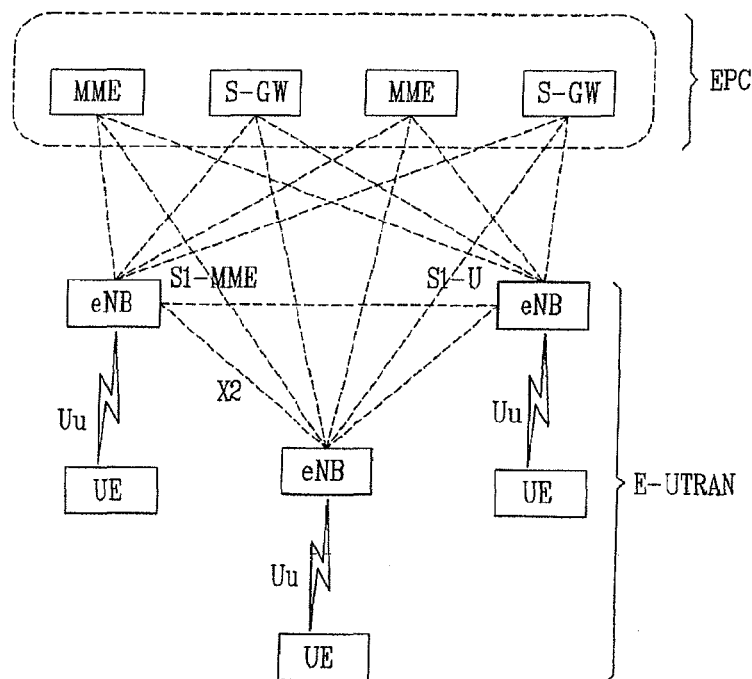 MME S-GW MME S-GW
EPC
S1-MME S1-U
eNB eNB
X2
Uu Uu
eNB
UE UE
E-UTRAN
Uu
UE